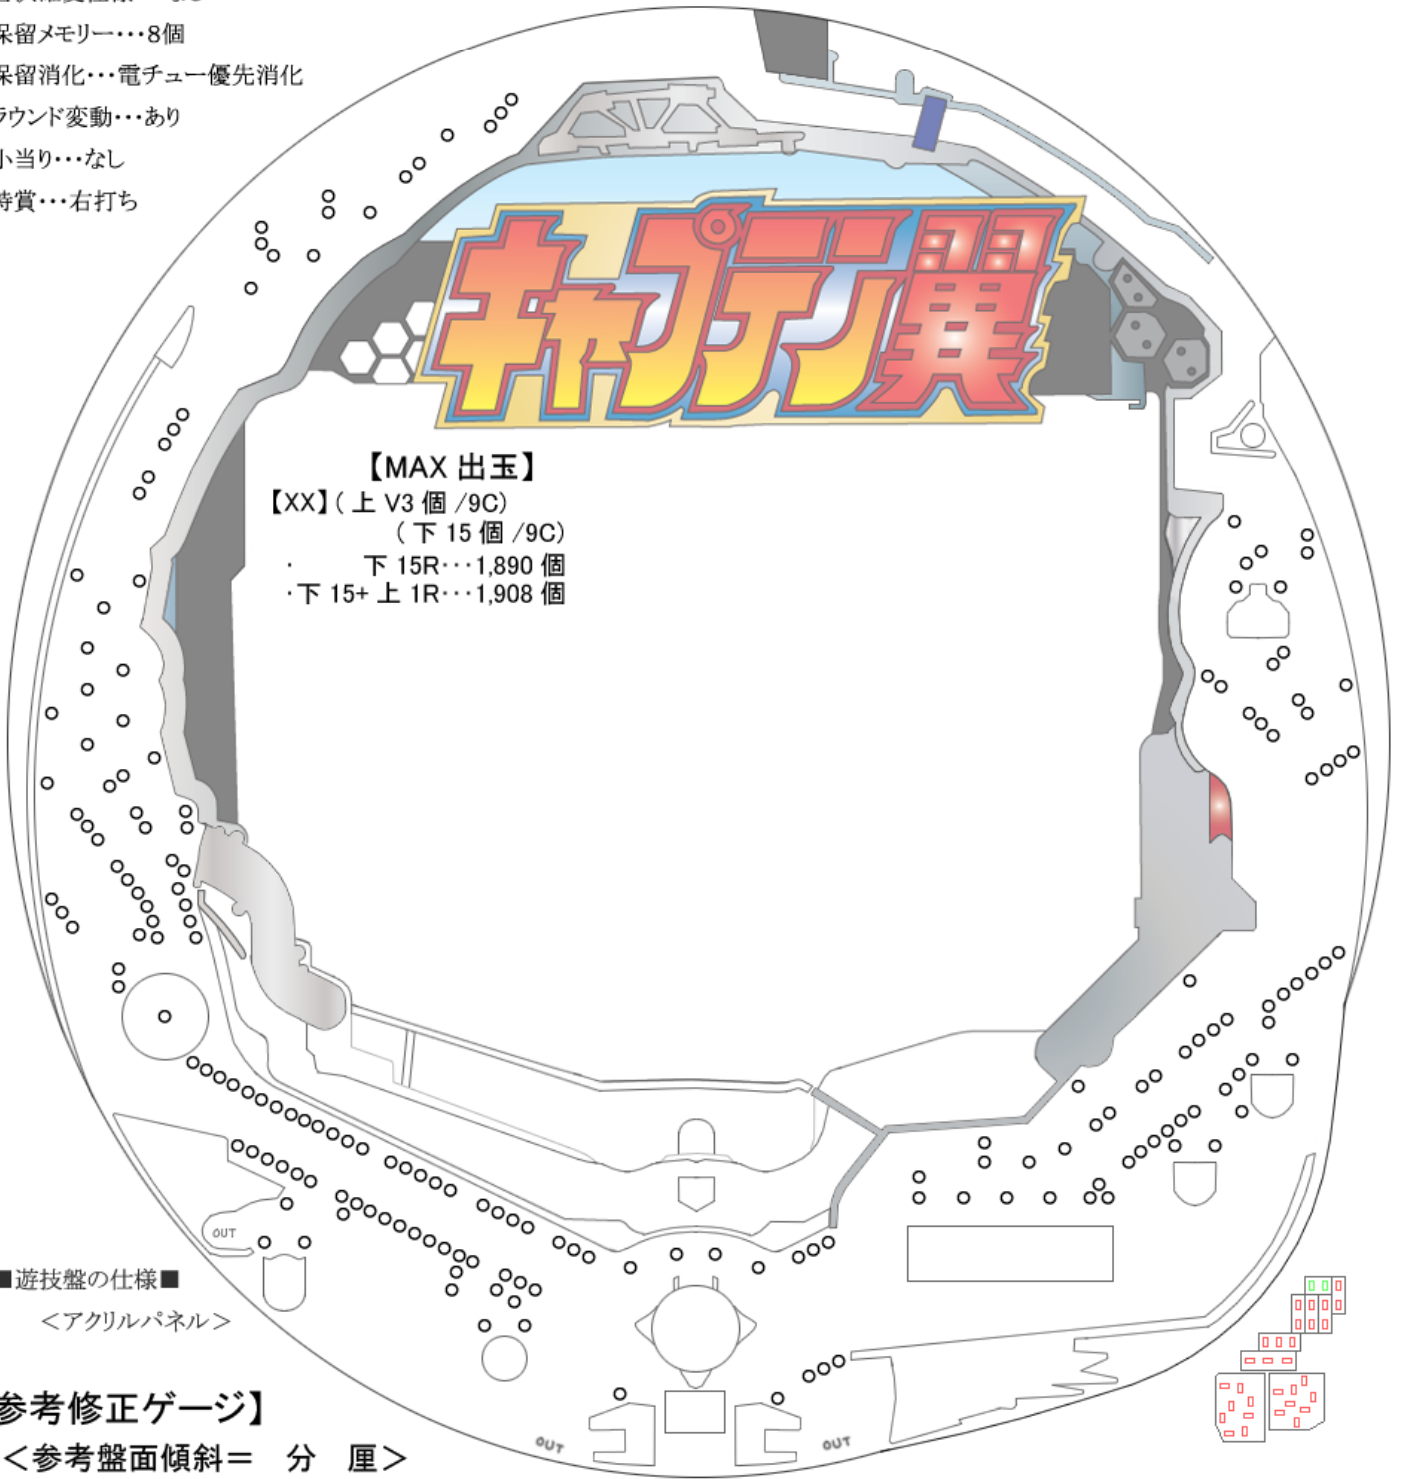 保留メモリー･･･8個
保留消化･･･電チュー優先消化
ラウンド変動･･･あり
小当り･･･なし
特賞･･･右打ち
キャプテン翼
【MAX 出玉】
【XX】( 上 V3 個 /9C)
( 下 15 個 /9C)
･ 下 15R･･･1,890 個
･下 15+ 上 1R･･･1,908 個
OUT
■遊技盤の仕様■
＜アクリルパネル＞
参考修正ゲージ】
＜参考盤面傾斜＝ 分 厘＞
OUT
OUT